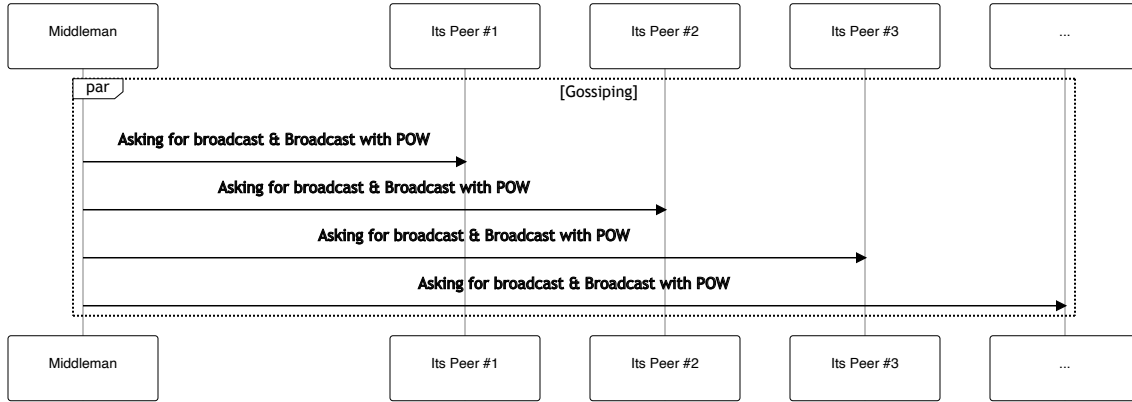 Middleman
Its Peer #1
Its Peer #2
Its Peer #3
...
par
[Gossiping]
Asking for broadcast & Broadcast with POW
Asking for broadcast & Broadcast with POW
Asking for broadcast & Broadcast with POW
Asking for broadcast & Broadcast with POW
Middleman
Its Peer #1
Its Peer #2
Its Peer #3
...